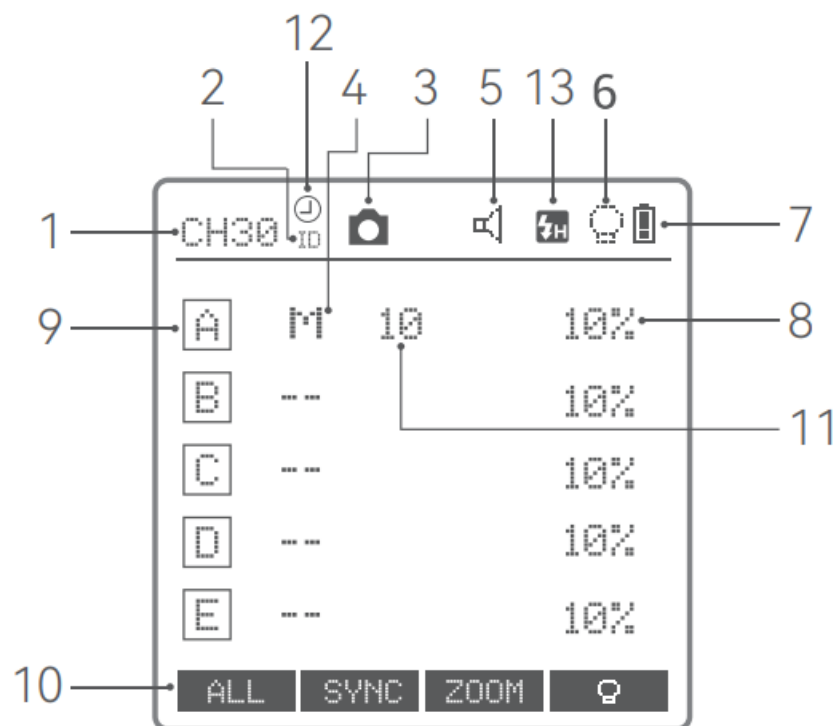 12
2 4 3 5 13 6
1 CH30 ID H 7
9 A M 10 10% 8
B -- 10%
11
C -- 10%
D -- 10%
E -- 10%
10 ALL SYNC ZOOM